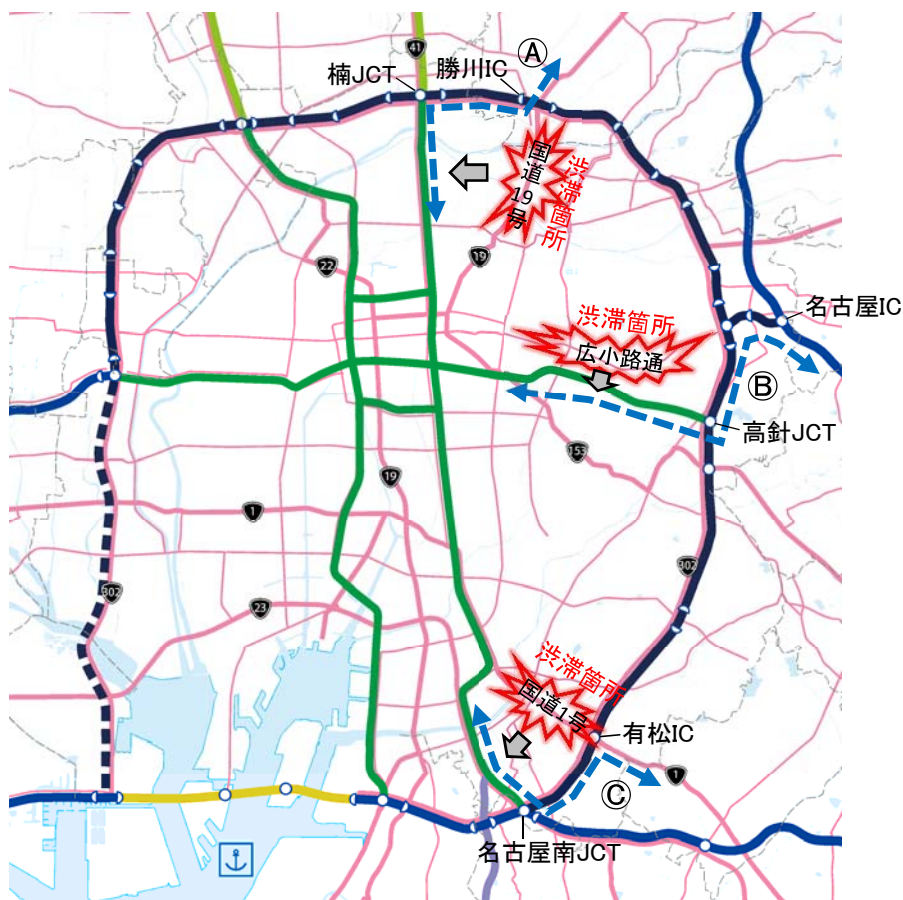 41
Ⓐ
楠JCT
勝川IC
国道19号
渋滞箇所
19
22
名古屋IC
渋滞箇所
広小路通
Ⓑ
高針JCT
153
19
1
302
302
23
渋滞箇所
国道1号
有松IC
1
Ⓒ
名古屋南JCT